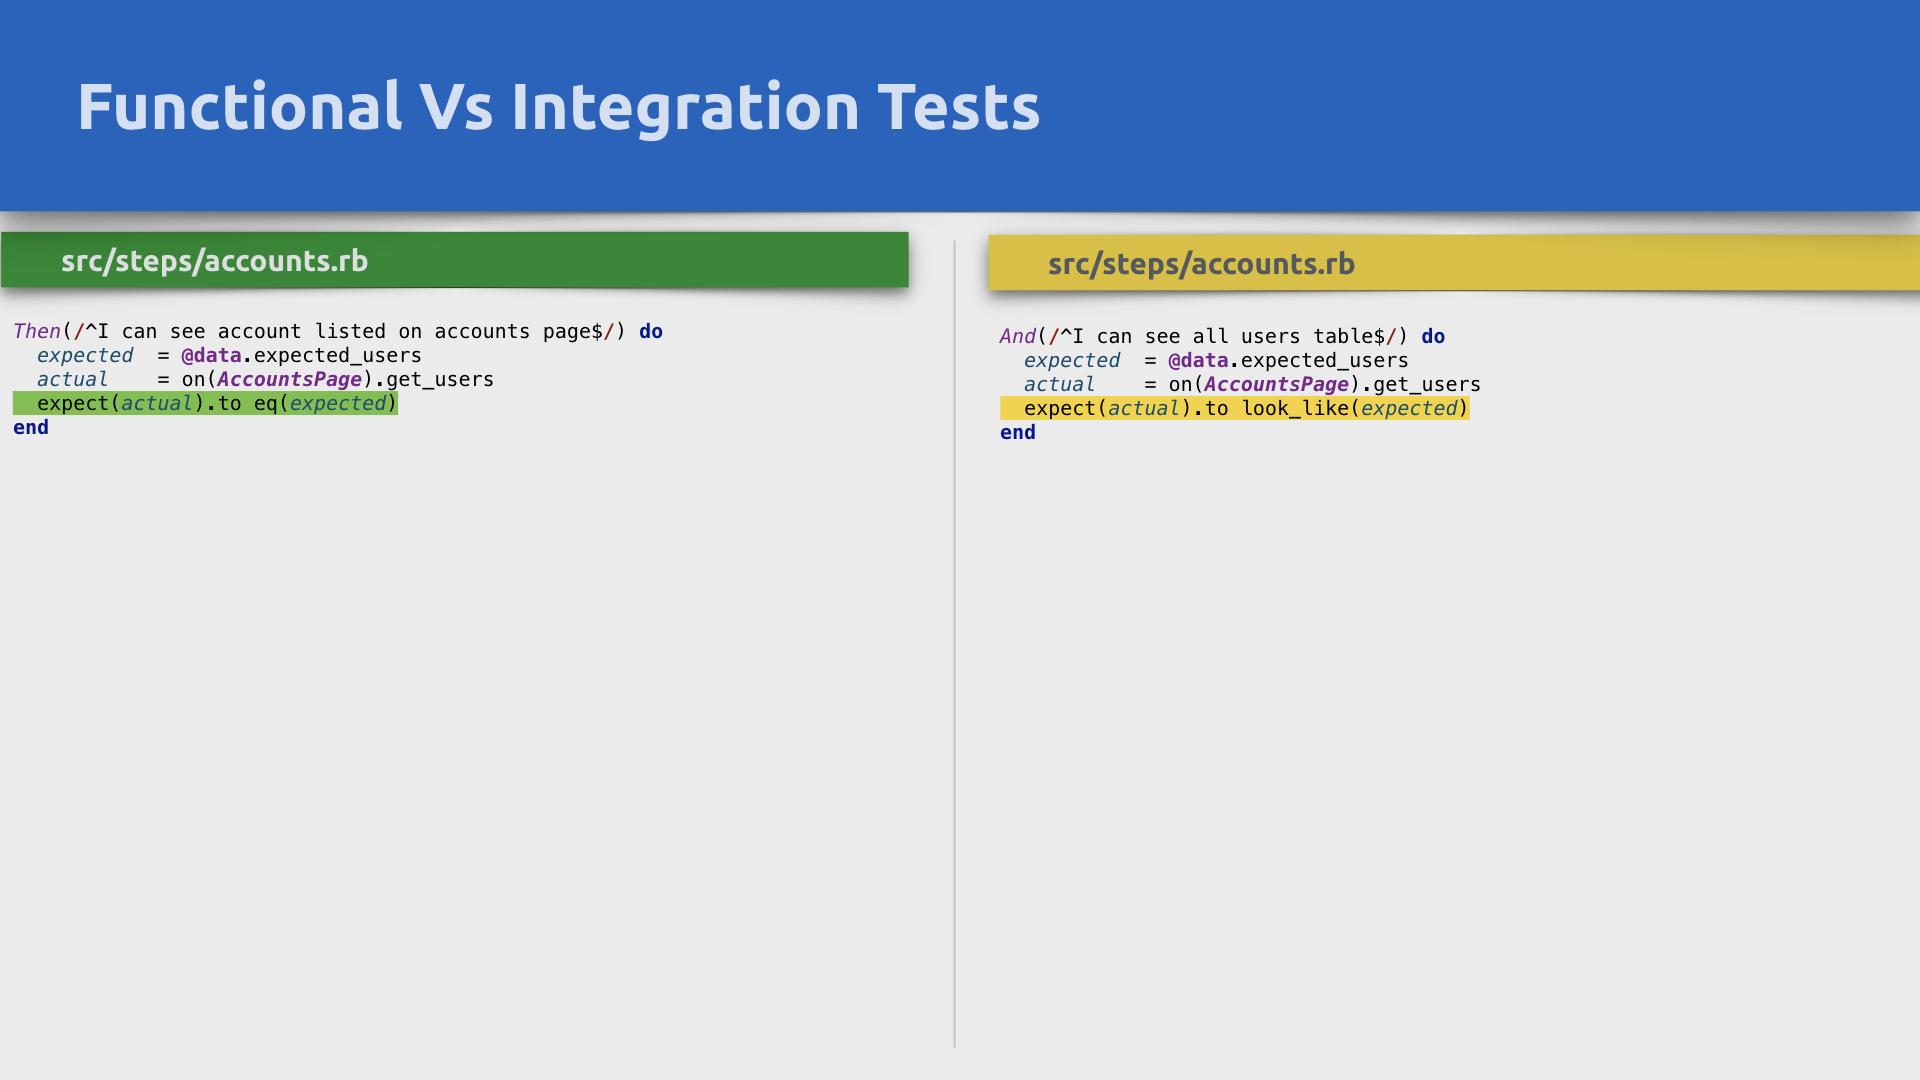 Functional Vs Integration Tests
src/steps/accounts.rb
Then(/^I can see account listed on accounts page$/) do
  expected  = @data.expected_users
  actual    = on(AccountsPage).get_users
  expect(actual).to eq(expected)
end
src/steps/accounts.rb
And(/^I can see all users table$/) do
  expected  = @data.expected_users
  actual    = on(AccountsPage).get_users
  expect(actual).to look_like(expected)
end